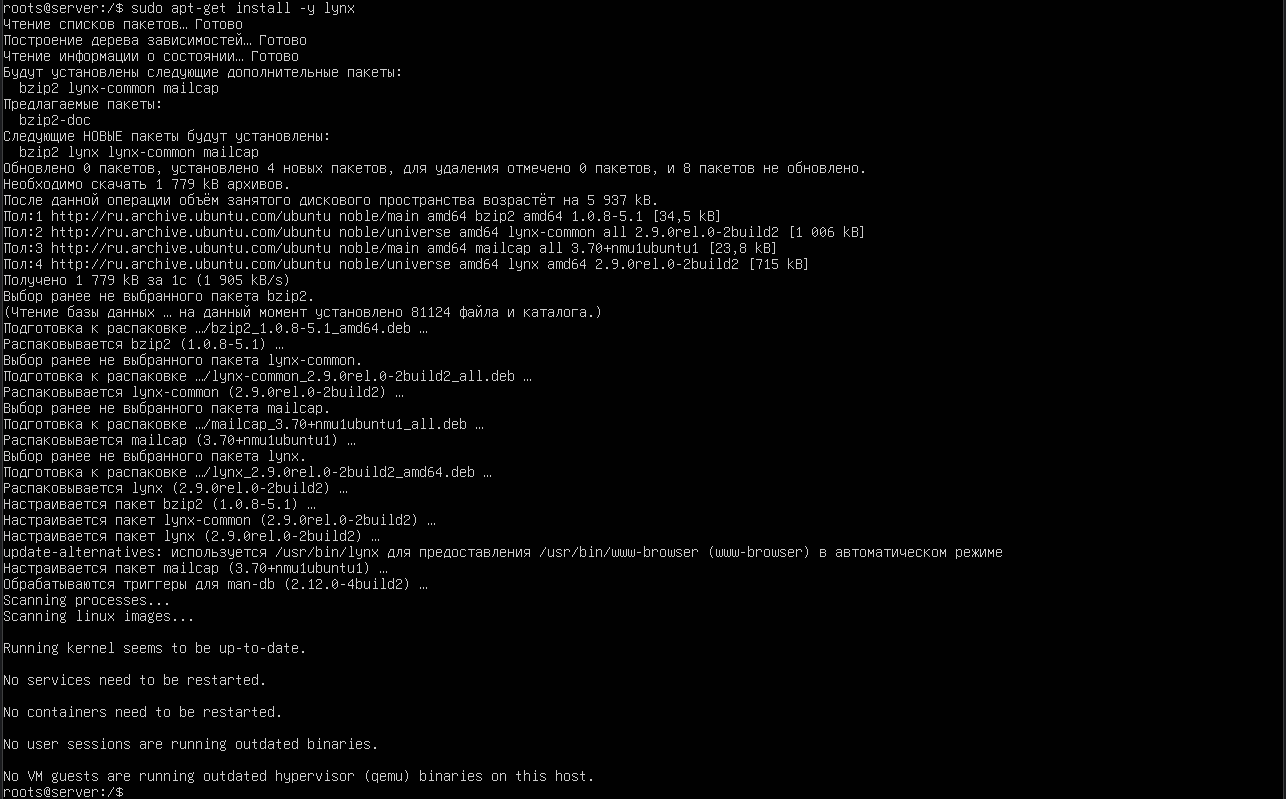 roots@server:/$ sudo apt-get install -y lynx
Чтение списков пакетов… Готово
Построение дерева зависимостей… Готово
Чтение информации о состоянии… Готово
Будут установлены следующие дополнительные пакеты:
  bzip2 lynx-common mailcap
Предлагаемые пакеты:
  bzip2-doc
Следующие НОВЫЕ пакеты будут установлены:
  bzip2 lynx lynx-common mailcap
Обновлено 0 пакетов, установлено 4 новых пакетов, для удаления отмечено 0 пакетов, и 8 пакетов не обновлено.
Необходимо скачать 1 779 kB архивов.
После данной операции объём занятого дискового пространства возрастёт на 5 937 kB.
Пол:1 http://ru.archive.ubuntu.com/ubuntu noble/main amd64 bzip2 amd64 1.0.8-5.1 [34,5 kB]
Пол:2 http://ru.archive.ubuntu.com/ubuntu noble/universe amd64 lynx-common all 2.9.0rel.0-2build2 [1 006 kB]
Пол:3 http://ru.archive.ubuntu.com/ubuntu noble/main amd64 mailcap all 3.70+nmu1ubuntu1 [23,8 kB]
Пол:4 http://ru.archive.ubuntu.com/ubuntu noble/universe amd64 lynx amd64 2.9.0rel.0-2build2 [715 kB]
Получено 1 779 kB за 1с (1 905 kB/s)
Выбор ранее не выбранного пакета bzip2.
(Чтение базы данных … на данный момент установлено 81124 файла и каталога.)
Подготовка к распаковке …/bzip2_1.0.8-5.1_amd64.deb …
Распаковывается bzip2 (1.0.8-5.1) …
Выбор ранее не выбранного пакета lynx-common.
Подготовка к распаковке …/lynx-common_2.9.0rel.0-2build2_all.deb …
Распаковывается lynx-common (2.9.0rel.0-2build2) …
Выбор ранее не выбранного пакета mailcap.
Подготовка к распаковке …/mailcap_3.70+nmu1ubuntu1_all.deb …
Распаковывается mailcap (3.70+nmu1ubuntu1) …
Выбор ранее не выбранного пакета lynx.
Подготовка к распаковке …/lynx_2.9.0rel.0-2build2_amd64.deb …
Распаковывается lynx (2.9.0rel.0-2build2) …
Настраивается пакет bzip2 (1.0.8-5.1) …
Настраивается пакет lynx-common (2.9.0rel.0-2build2) …
Настраивается пакет lynx (2.9.0rel.0-2build2) …
update-alternatives: используется /usr/bin/lynx для предоставления /usr/bin/www-browser (www-browser) в автоматическом режиме
Настраивается пакет mailcap (3.70+nmu1ubuntu1) …
Обрабатываются триггеры для man-db (2.12.0-4build2) …
Scanning processes...
Scanning linux images...
Running kernel seems to be up-to-date.
No services need to be restarted.
No containers need to be restarted.
No user sessions are running outdated binaries.
No VM guests are running outdated hypervisor (qemu) binaries on this host.
roots@server:/$